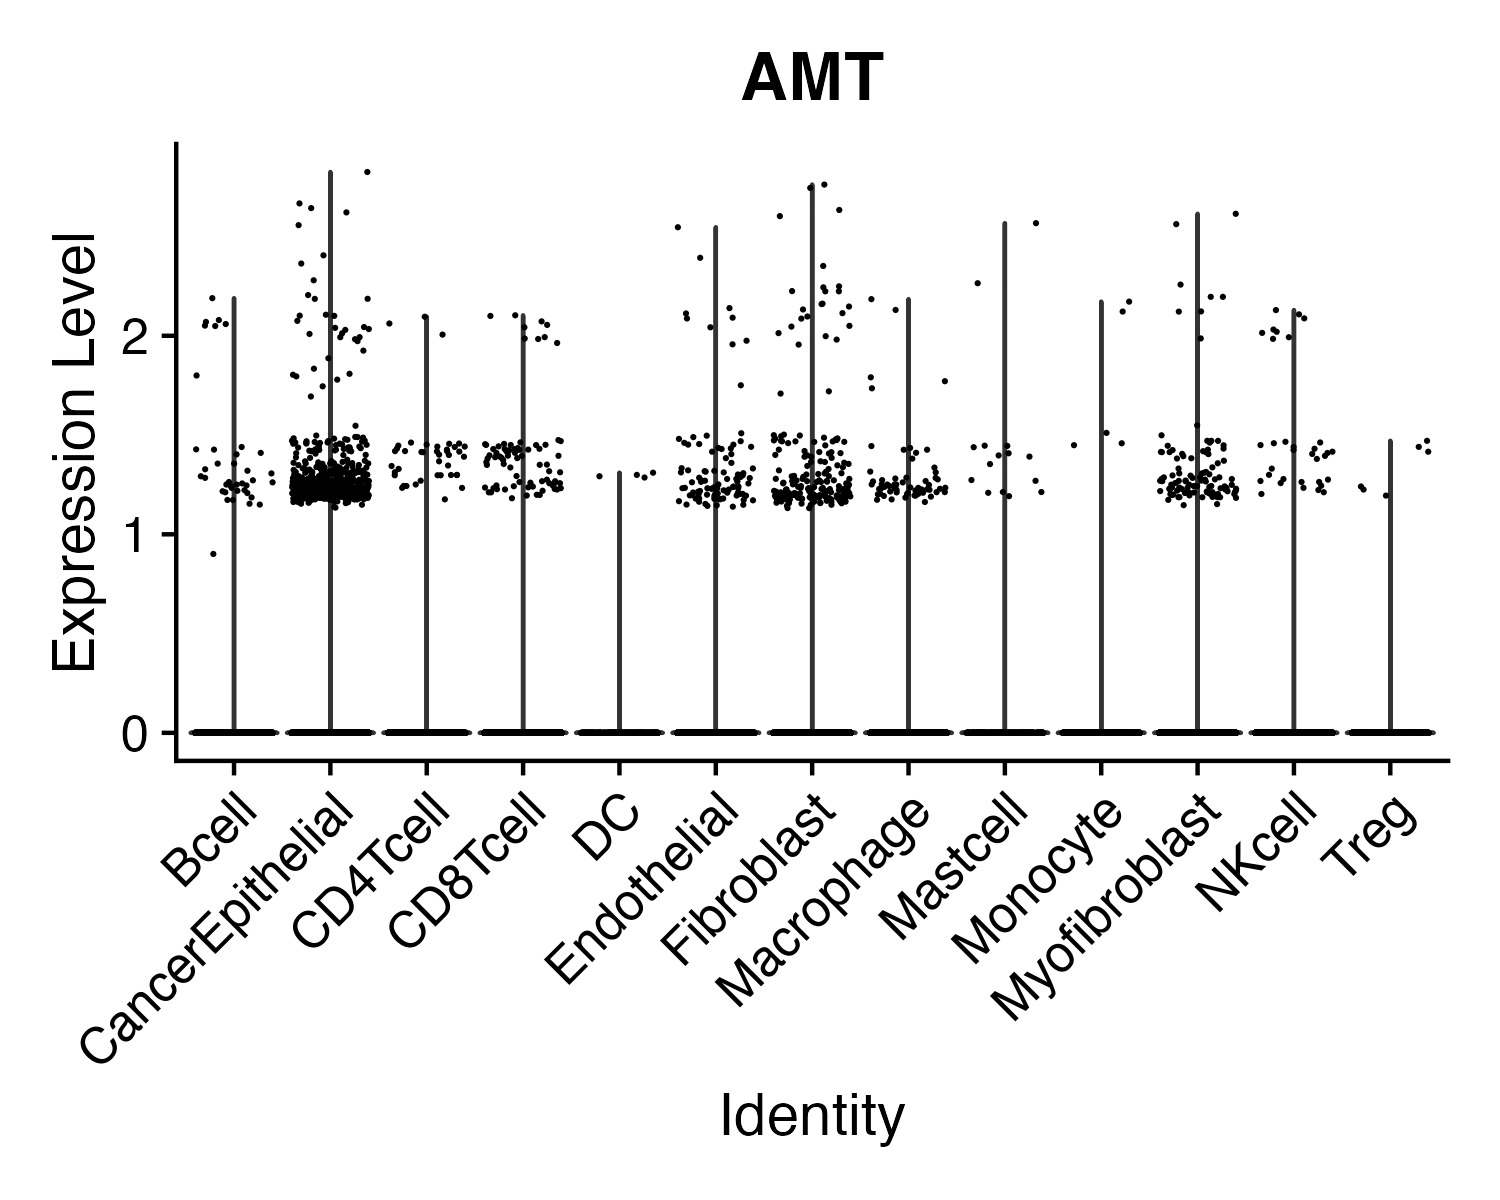 AMT
Expression Level
2
1
0
Bcell
CancerEpithelial
CD4Tcell
CD8Tcell
DC
Endothelial
Fibroblast
Macrophage
Mastcell
Monocyte
Myofibroblast
NKcell
Treg
Identity